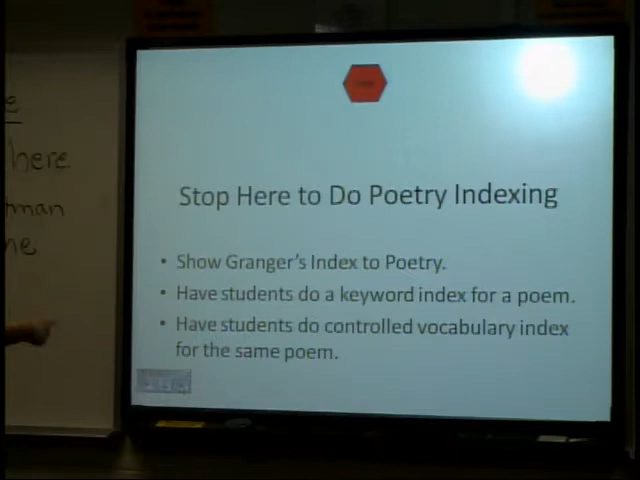 here
Stop Here to Do Poetry Indexing
• Show Granger's Index to Poetry.
• Have students do a keyword index for a poem.
• Have students do controlled vocabulary index
for the same poem.